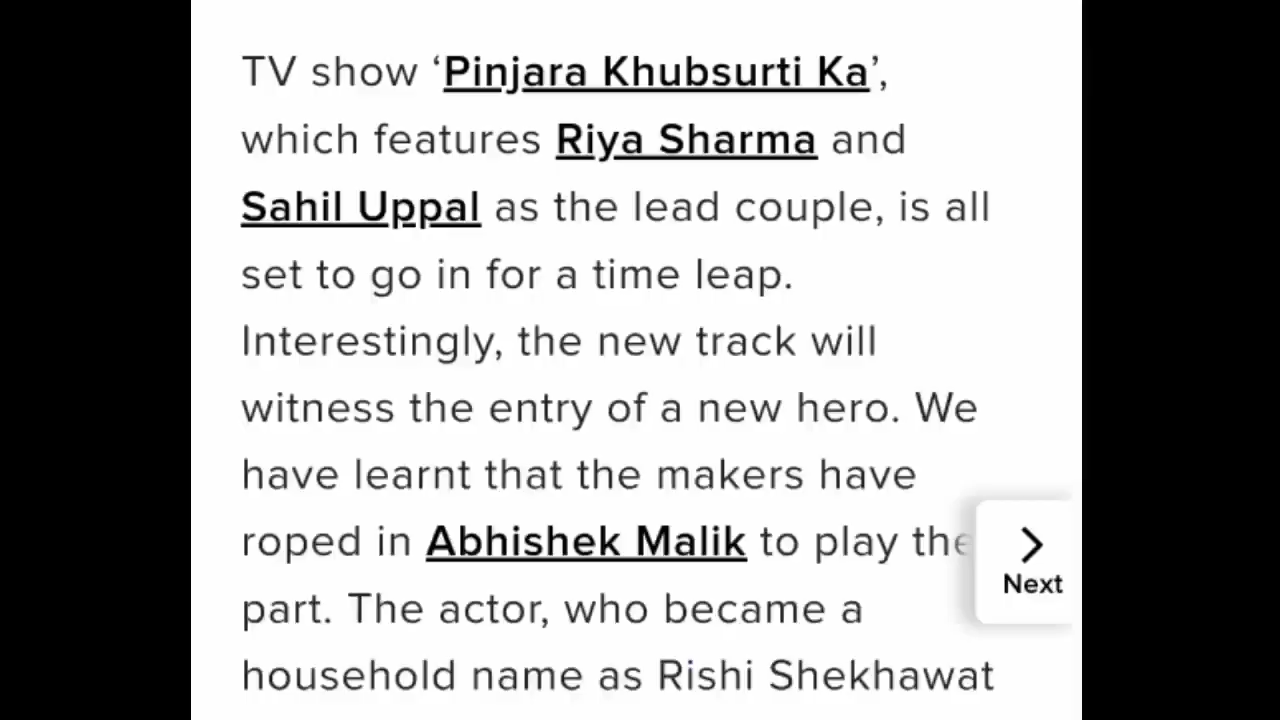 TV show ‘Pinjara Khubsurti Ka’,
which features Riya Sharma and
Sahil Uppal as the lead couple, is all
set to go in for a time leap.
Interestingly, the new track will
witness the entry of a new hero. We
have learnt that the makers have
roped in Abhishek Malik to play the
Next
part. The actor, who became a
household name as Rishi Shekhawat